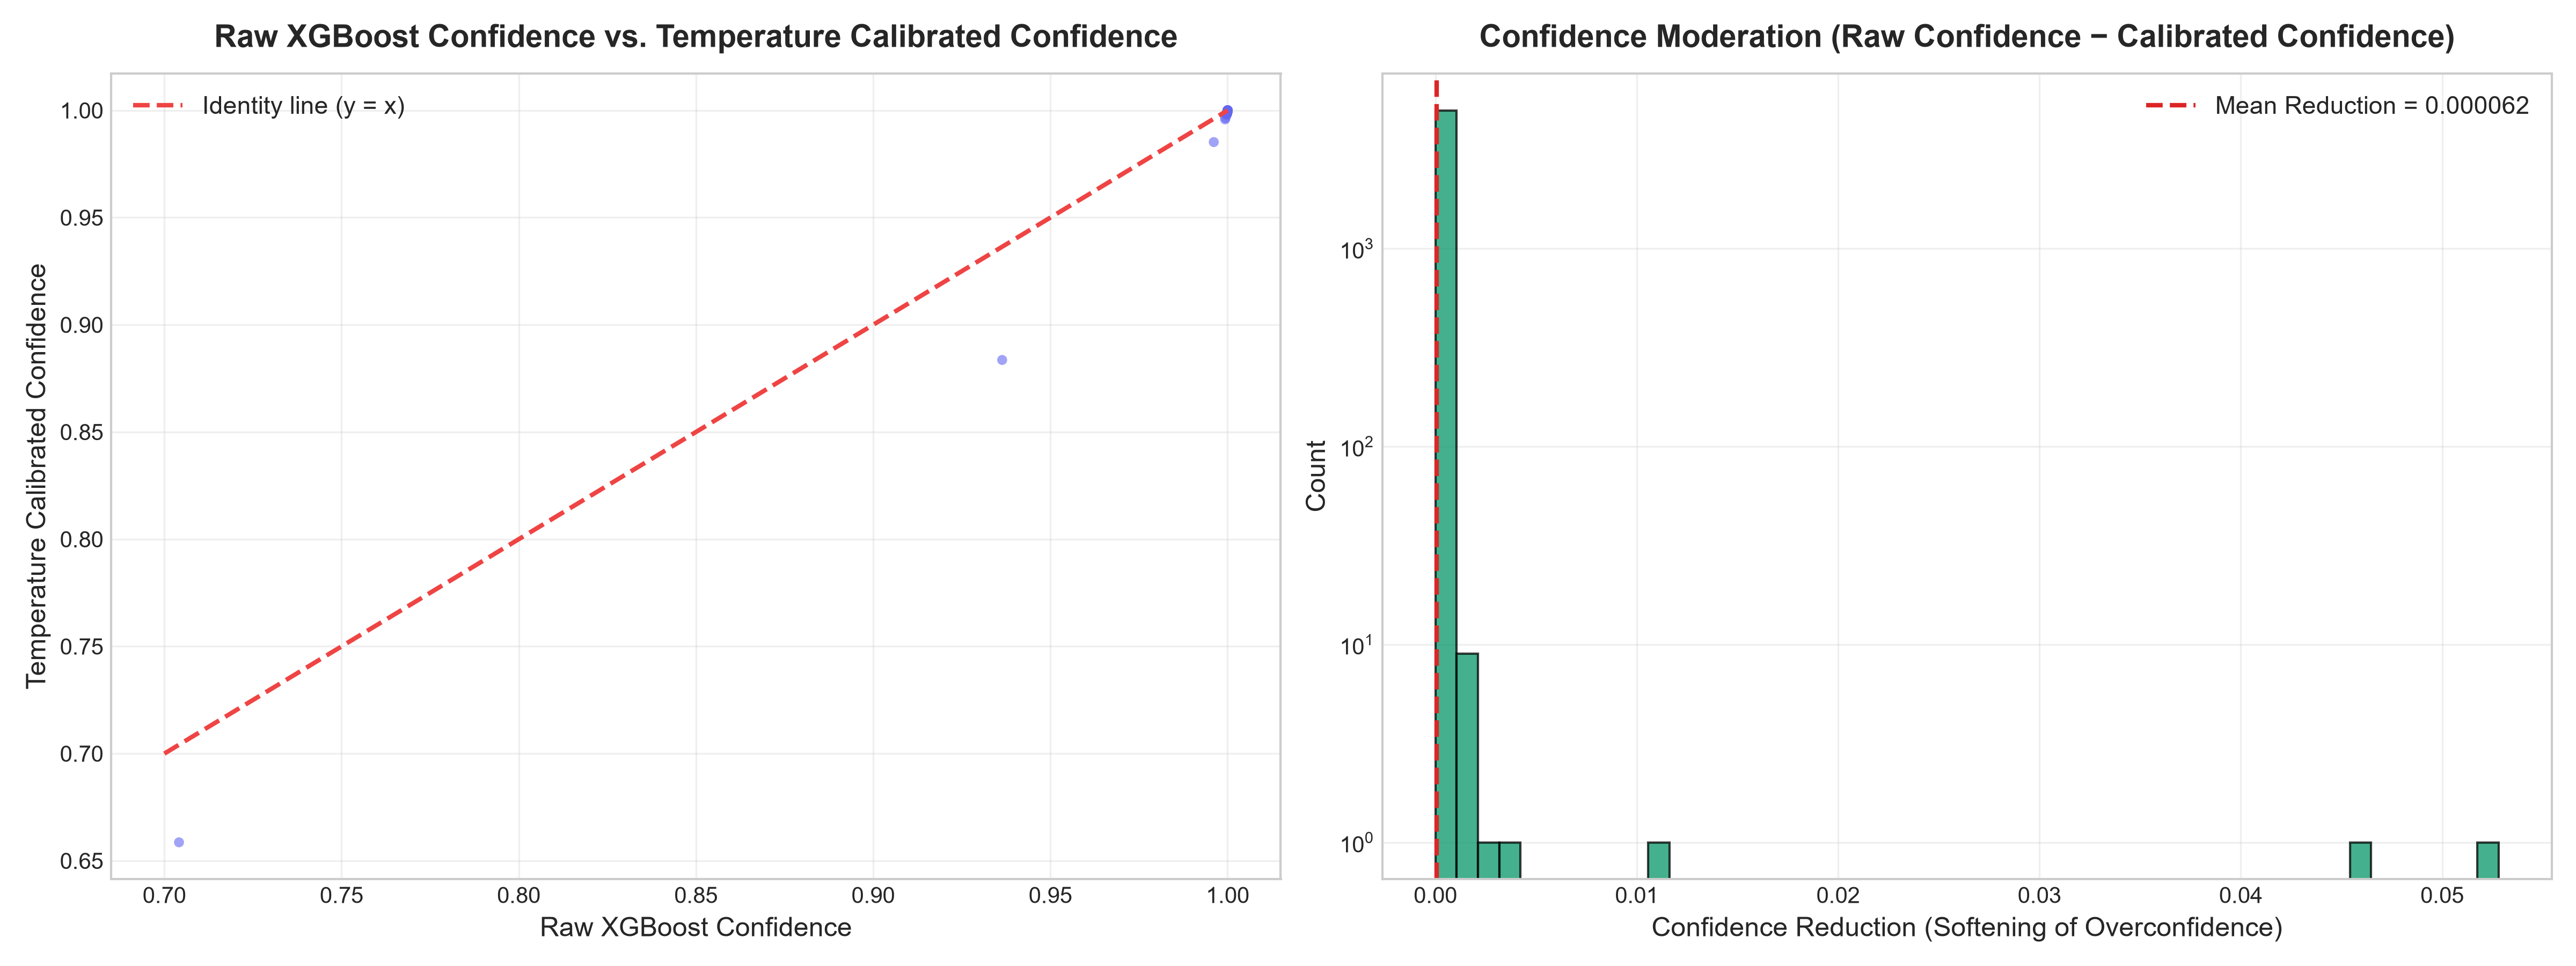 Raw XGBoost Confidence vs. Temperature Calibrated Confidence
Identity line (y = x)
1.00
0.95
0.90
0.85
0.80
0.75
0.70
0.65
Temperature Calibrated Confidence
0.70 0.75 0.80 0.85 0.90 0.95 1.00
Raw XGBoost Confidence
Confidence Moderation (Raw Confidence − Calibrated Confidence)
Mean Reduction = 0.000062
10³
10²
10¹
10⁰
Count
0.00 0.01 0.02 0.03 0.04 0.05
Confidence Reduction (Softening of Overconfidence)